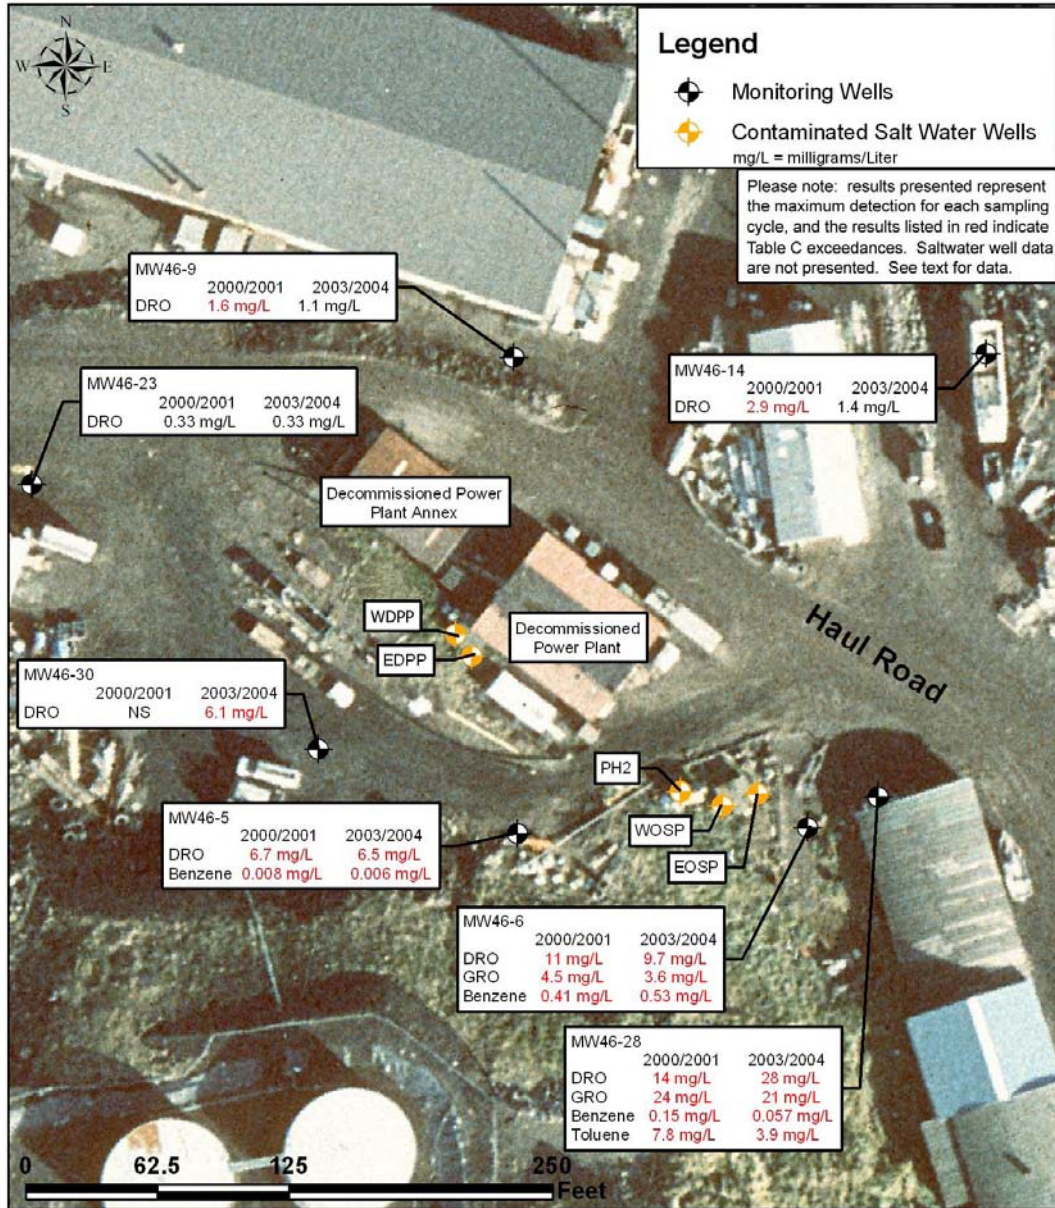 N
W E
S
Legend
Monitoring Wells
Contaminated Salt Water Wells
mg/L = milligrams/Liter
Please note: results presented represent
the maximum detection for each sampling
cycle, and the results listed in red indicate
Table C exceedances. Saltwater well data
are not presented. See text for data.
MW46-9
2000/2001 2003/2004
DRO 1.6 mg/L 1.1 mg/L
MW46-14
2000/2001 2003/2004
DRO 2.9 mg/L 1.4 mg/L
MW46-23
2000/2001 2003/2004
DRO 0.33 mg/L 0.33 mg/L
Decommissioned Power
Plant Annex
WDPP
EDPP
Decommissioned
Power Plant
Haul Road
MW46-30
2000/2001 2003/2004
DRO NS 6.1 mg/L
PH2
WOSP
EOSP
MW46-5
2000/2001 2003/2004
DRO 6.7 mg/L 6.5 mg/L
Benzene 0.008 mg/L 0.006 mg/L
MW46-6
2000/2001 2003/2004
DRO 11 mg/L 9.7 mg/L
GRO 4.5 mg/L 3.6 mg/L
Benzene 0.41 mg/L 0.53 mg/L
MW46-28
2000/2001 2003/2004
DRO 14 mg/L 28 mg/L
GRO 24 mg/L 21 mg/L
Benzene 0.15 mg/L 0.057 mg/L
Toluene 7.8 mg/L 3.9 mg/L
0 62.5 125 250
Feet